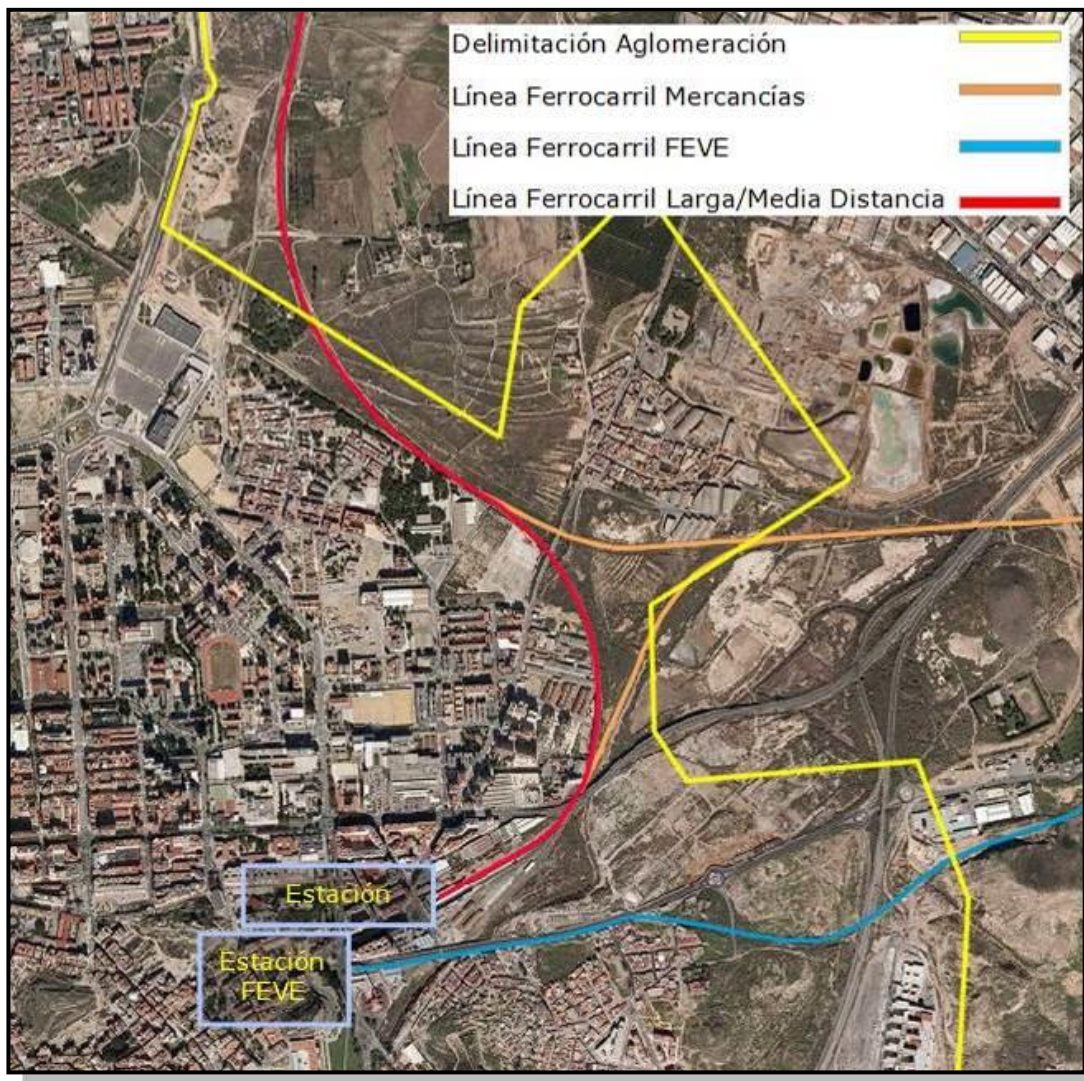 Delimitación Aglomeración
Línea Ferrocarril Mercancías
Línea Ferrocarril FEVE
Línea Ferrocarril Larga/Media Distancia
Estación
Estación
FEVE